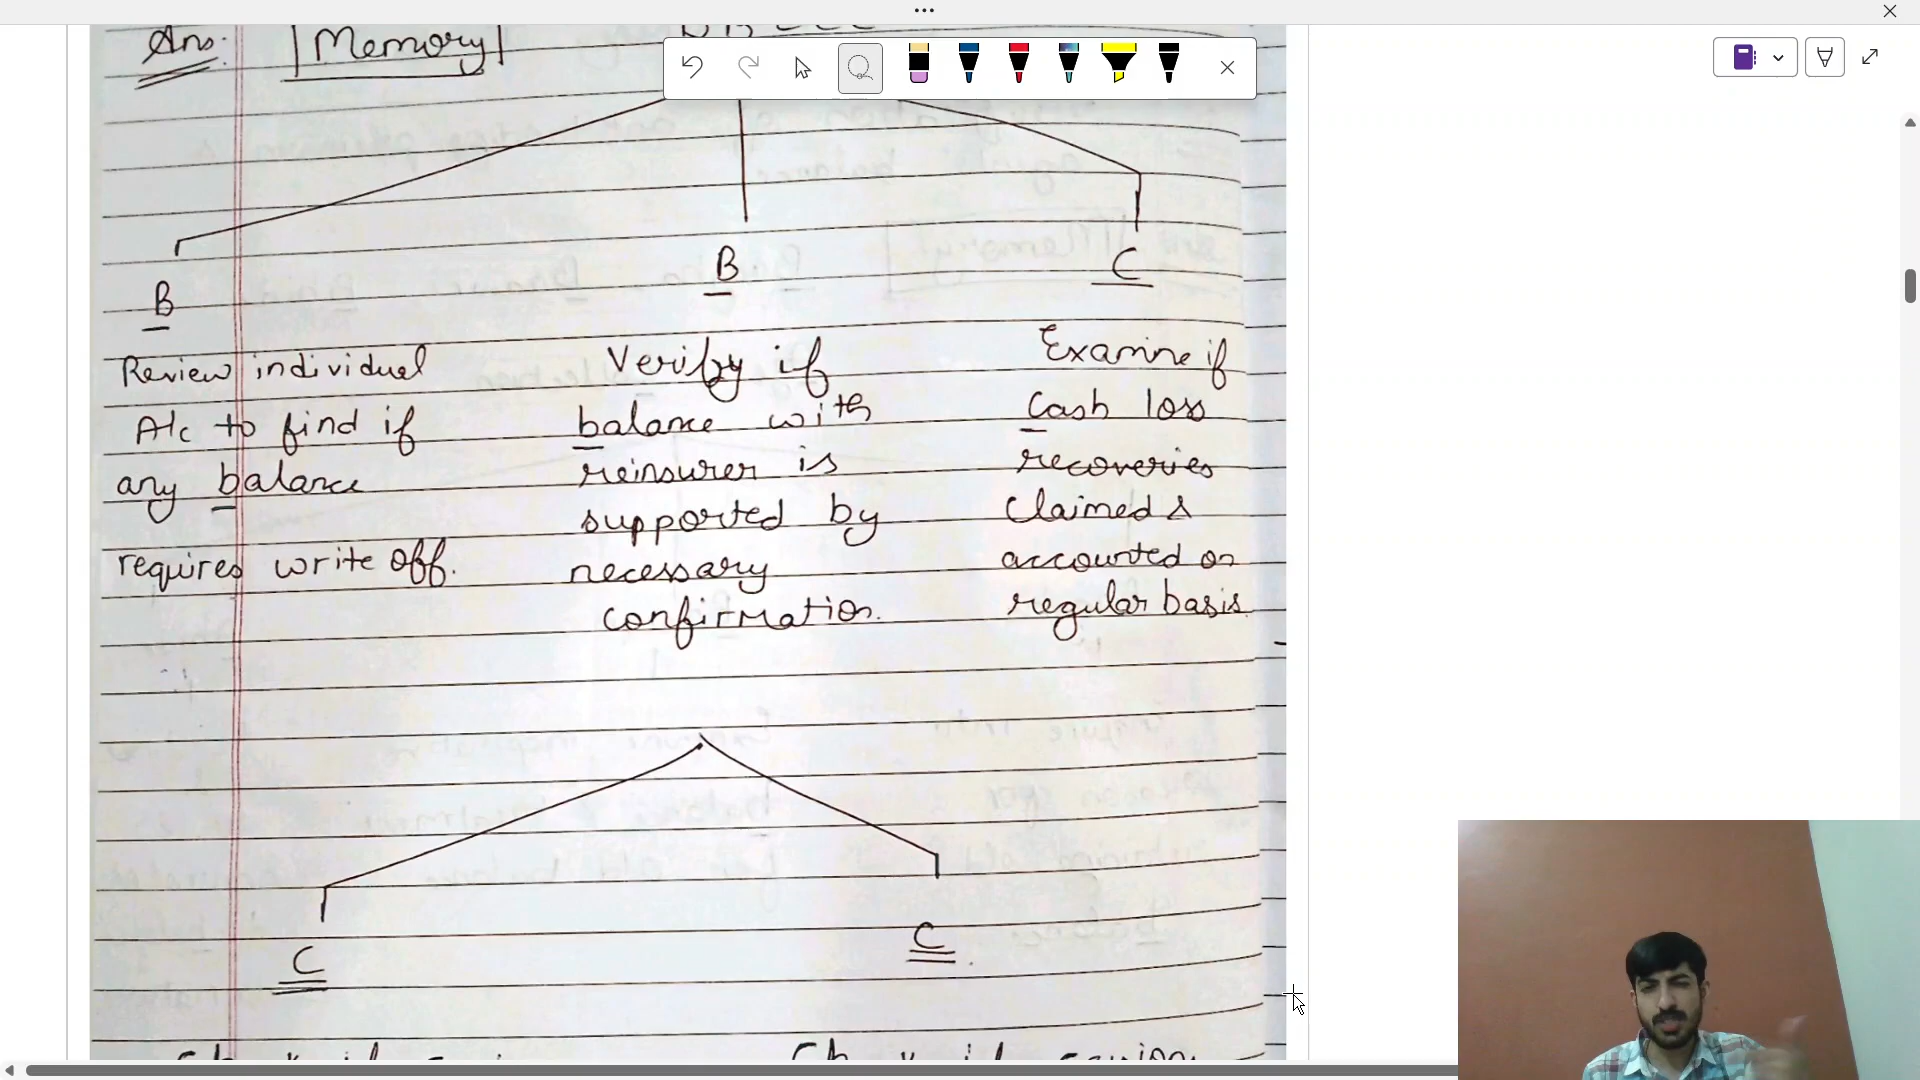 Ans:
Memory
B
B
C
Review individual
A/c to find if
any balance
requires write off.
Verify if
balance with
reinsurer is
supported by
necessary
confirmation.
Examine if
Cash loss
recoveries
Claimed &
accounted on
regular basis
C
C